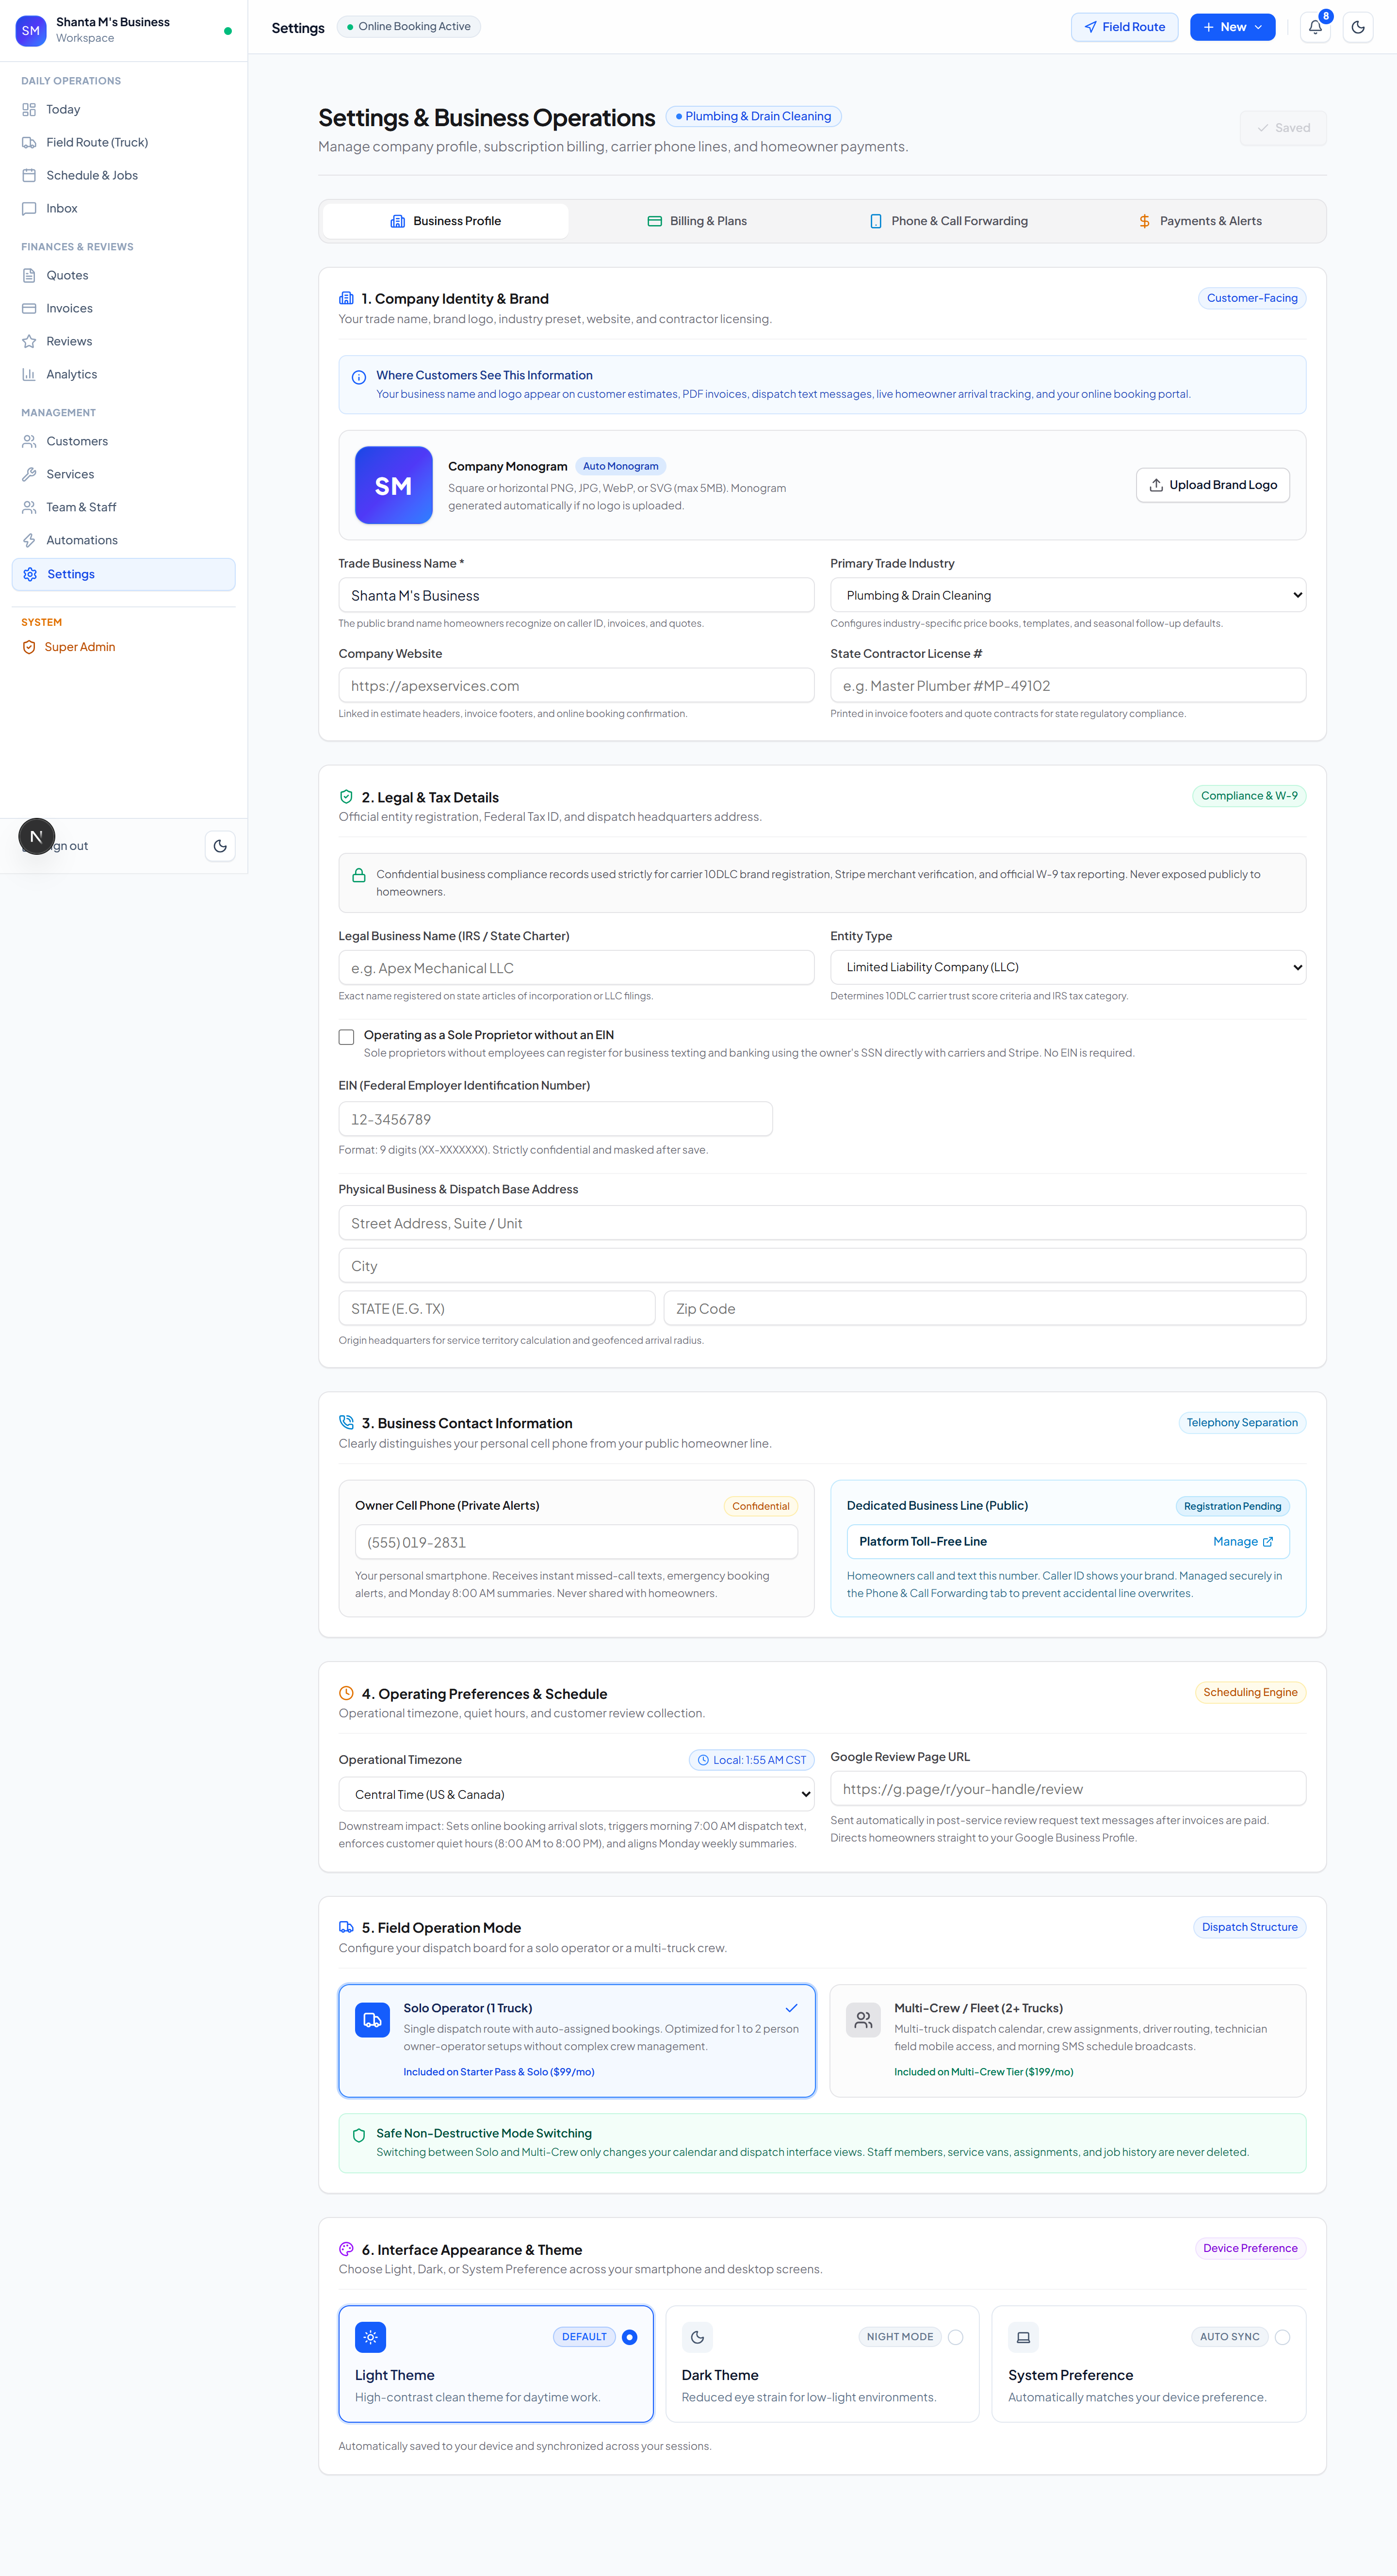 SM
Shanta M's Business
Workspace
DAILY OPERATIONS
Today
Field Route (Truck)
Schedule & Jobs
Inbox
FINANCES & REVIEWS
Quotes
Invoices
Reviews
Analytics
MANAGEMENT
Customers
Services
Team & Staff
Automations
Settings
SYSTEM
Super Admin
N
gn out
Settings
Online Booking Active
Field Route
New
8
Settings & Business Operations
Plumbing & Drain Cleaning
Manage company profile, subscription billing, carrier phone lines, and homeowner payments.
Saved
Business Profile
Billing & Plans
Phone & Call Forwarding
Payments & Alerts
1. Company Identity & Brand
Customer-Facing
Your trade name, brand logo, industry preset, website, and contractor licensing.
Where Customers See This Information
Your business name and logo appear on customer estimates, PDF invoices, dispatch text messages, live homeowner arrival tracking, and your online booking portal.
SM
Company Monogram
Auto Monogram
Square or horizontal PNG, JPG, WebP, or SVG (max 5MB). Monogram
generated automatically if no logo is uploaded.
Upload Brand Logo
Trade Business Name *
Shanta M's Business
The public brand name homeowners recognize on caller ID, invoices, and quotes.
Primary Trade Industry
Plumbing & Drain Cleaning
Configures industry-specific price books, templates, and seasonal follow-up defaults.
Company Website
https://apexservices.com
Linked in estimate headers, invoice footers, and online booking confirmation.
State Contractor License #
e.g. Master Plumber #MP-49102
Printed in invoice footers and quote contracts for state regulatory compliance.
2. Legal & Tax Details
Compliance & W-9
Official entity registration, Federal Tax ID, and dispatch headquarters address.
Confidential business compliance records used strictly for carrier 10DLC brand registration, Stripe merchant verification, and official W-9 tax reporting. Never exposed publicly to
homeowners.
Legal Business Name (IRS / State Charter)
e.g. Apex Mechanical LLC
Exact name registered on state articles of incorporation or LLC filings.
Entity Type
Limited Liability Company (LLC)
Determines 10DLC carrier trust score criteria and IRS tax category.
Operating as a Sole Proprietor without an EIN
Sole proprietors without employees can register for business texting and banking using the owner's SSN directly with carriers and Stripe. No EIN is required.
EIN (Federal Employer Identification Number)
12-3456789
Format: 9 digits (XX-XXXXXXX). Strictly confidential and masked after save.
Physical Business & Dispatch Base Address
Street Address, Suite / Unit
City
STATE (E.G. TX)
Zip Code
Origin headquarters for service territory calculation and geofenced arrival radius.
3. Business Contact Information
Telephony Separation
Clearly distinguishes your personal cell phone from your public homeowner line.
Owner Cell Phone (Private Alerts)
Confidential
(555) 019-2831
Your personal smartphone. Receives instant missed-call texts, emergency booking
alerts, and Monday 8:00 AM summaries. Never shared with homeowners.
Dedicated Business Line (Public)
Registration Pending
Platform Toll-Free Line
Manage
Homeowners call and text this number. Caller ID shows your brand. Managed securely in
the Phone & Call Forwarding tab to prevent accidental line overwrites.
4. Operating Preferences & Schedule
Scheduling Engine
Operational timezone, quiet hours, and customer review collection.
Operational Timezone
Local: 1:55 AM CST
Central Time (US & Canada)
Downstream impact: Sets online booking arrival slots, triggers morning 7:00 AM dispatch text,
enforces customer quiet hours (8:00 AM to 8:00 PM), and aligns Monday weekly summaries.
Google Review Page URL
https://g.page/r/your-handle/review
Sent automatically in post-service review request text messages after invoices are paid.
Directs homeowners straight to your Google Business Profile.
5. Field Operation Mode
Dispatch Structure
Configure your dispatch board for a solo operator or a multi-truck crew.
Solo Operator (1 Truck)
Single dispatch route with auto-assigned bookings. Optimized for 1 to 2 person
owner-operator setups without complex crew management.
Included on Starter Pass & Solo ($99/mo)
Multi-Crew / Fleet (2+ Trucks)
Multi-truck dispatch calendar, crew assignments, driver routing, technician
field mobile access, and morning SMS schedule broadcasts.
Included on Multi-Crew Tier ($199/mo)
Safe Non-Destructive Mode Switching
Switching between Solo and Multi-Crew only changes your calendar and dispatch interface views. Staff members, service vans, assignments, and job history are never deleted.
6. Interface Appearance & Theme
Device Preference
Choose Light, Dark, or System Preference across your smartphone and desktop screens.
DEFAULT
Light Theme
High-contrast clean theme for daytime work.
NIGHT MODE
Dark Theme
Reduced eye strain for low-light environments.
AUTO SYNC
System Preference
Automatically matches your device preference.
Automatically saved to your device and synchronized across your sessions.